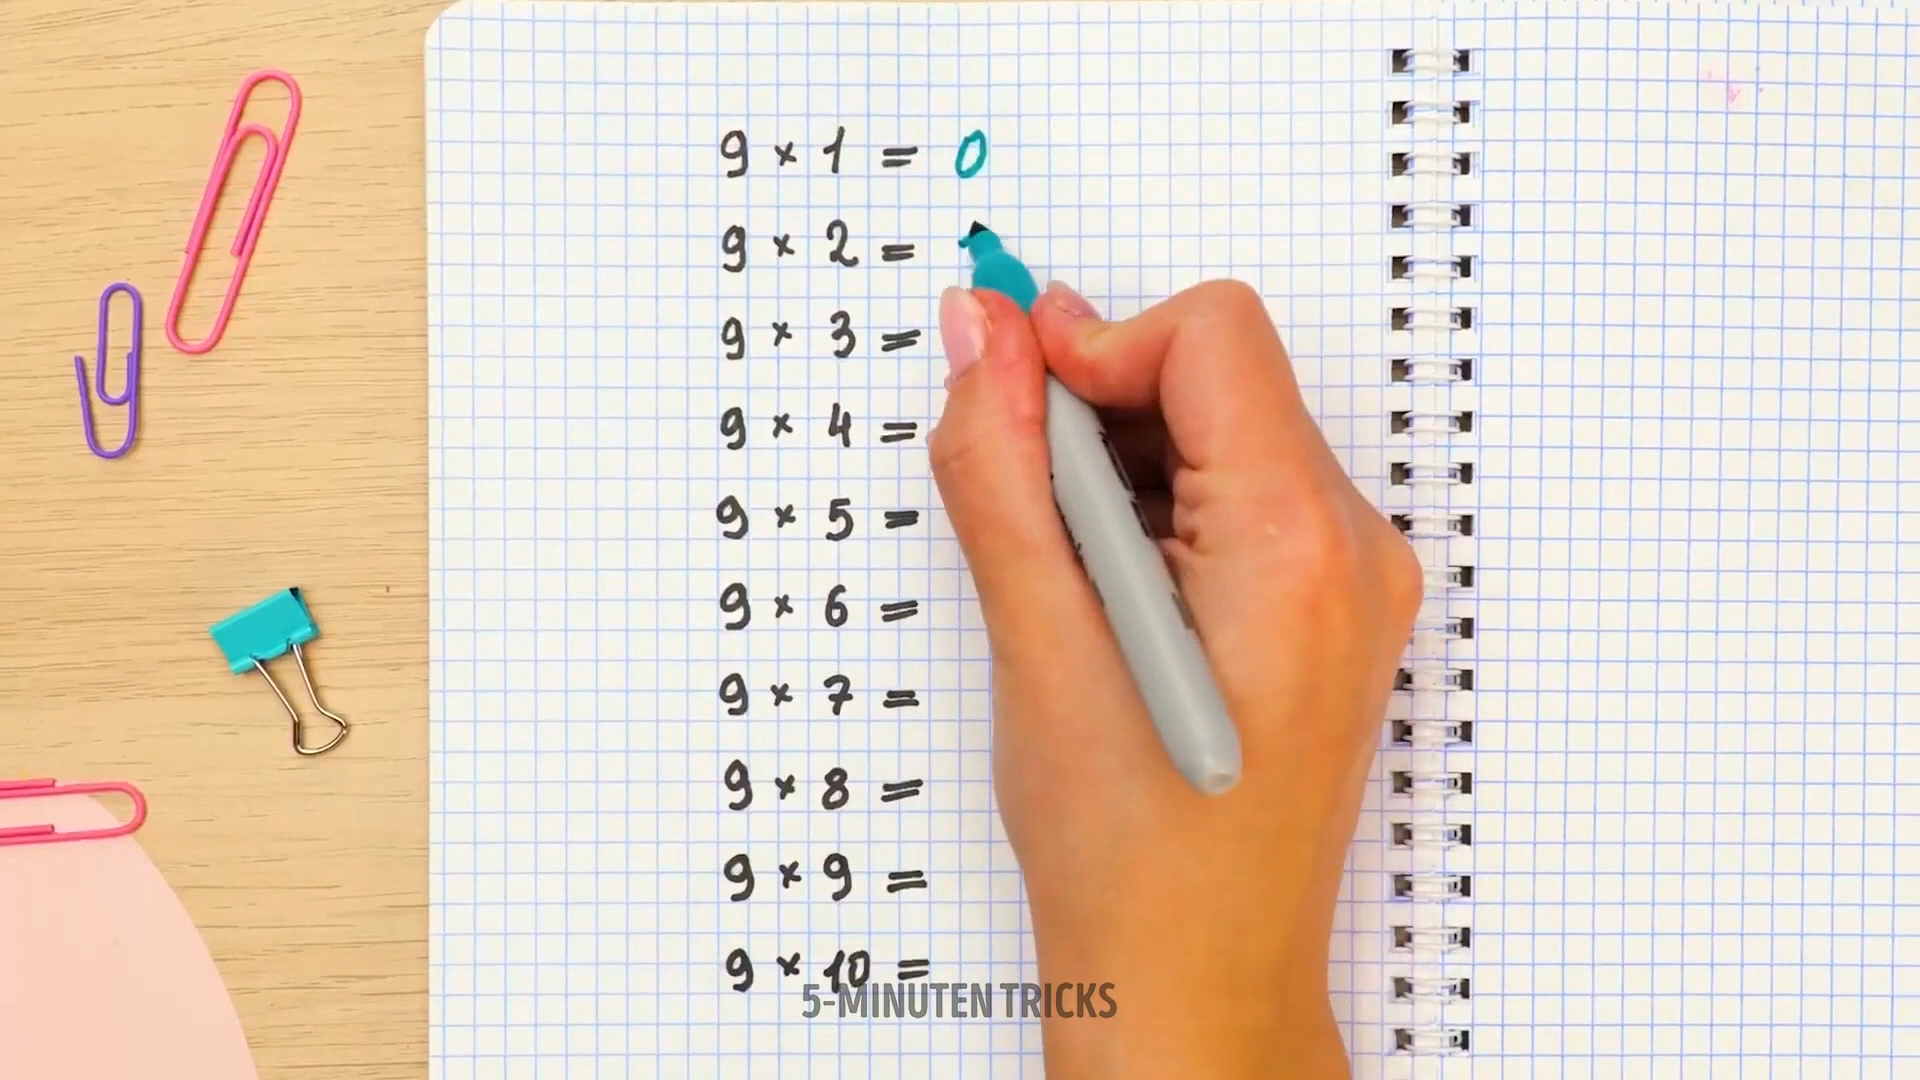 9 × 1 = 0
9 × 2 =
9 × 3 =
9 × 4 =
9 × 5 =
9 × 6 =
9 × 7 =
9 × 8 =
9 × 9 =
9 × 10 =
5-MINUTEN TRICKS